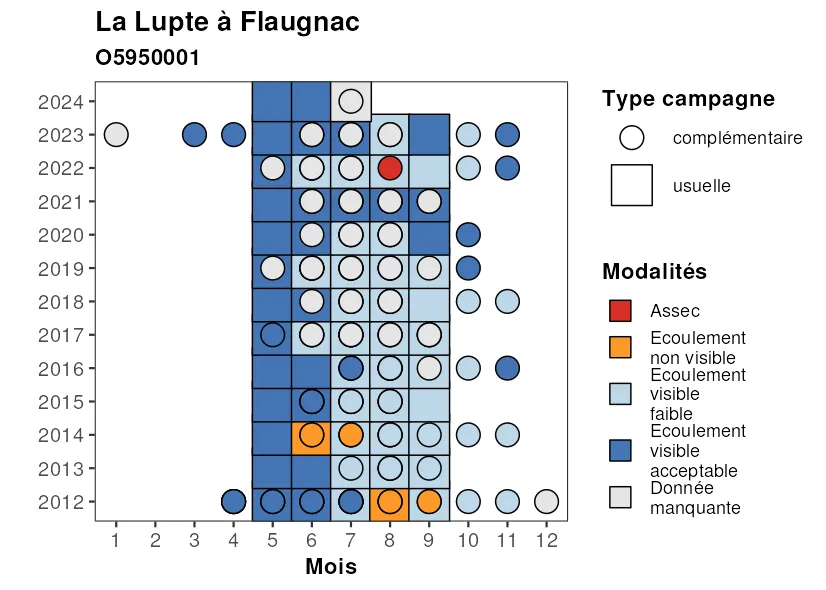 La Lupte à Flaugnac
O5950001
2024
2023
2022
2021
2020
2019
2018
2017
2016
2015
2014
2013
2012
1 2 3 4 5 6 7 8 9 10 11 12
Mois
Type campagne
complémentaire
usuelle
Modalités
Assec
Ecoulement
non visible
Ecoulement
visible
faible
Ecoulement
visible
acceptable
Donnée
manquante